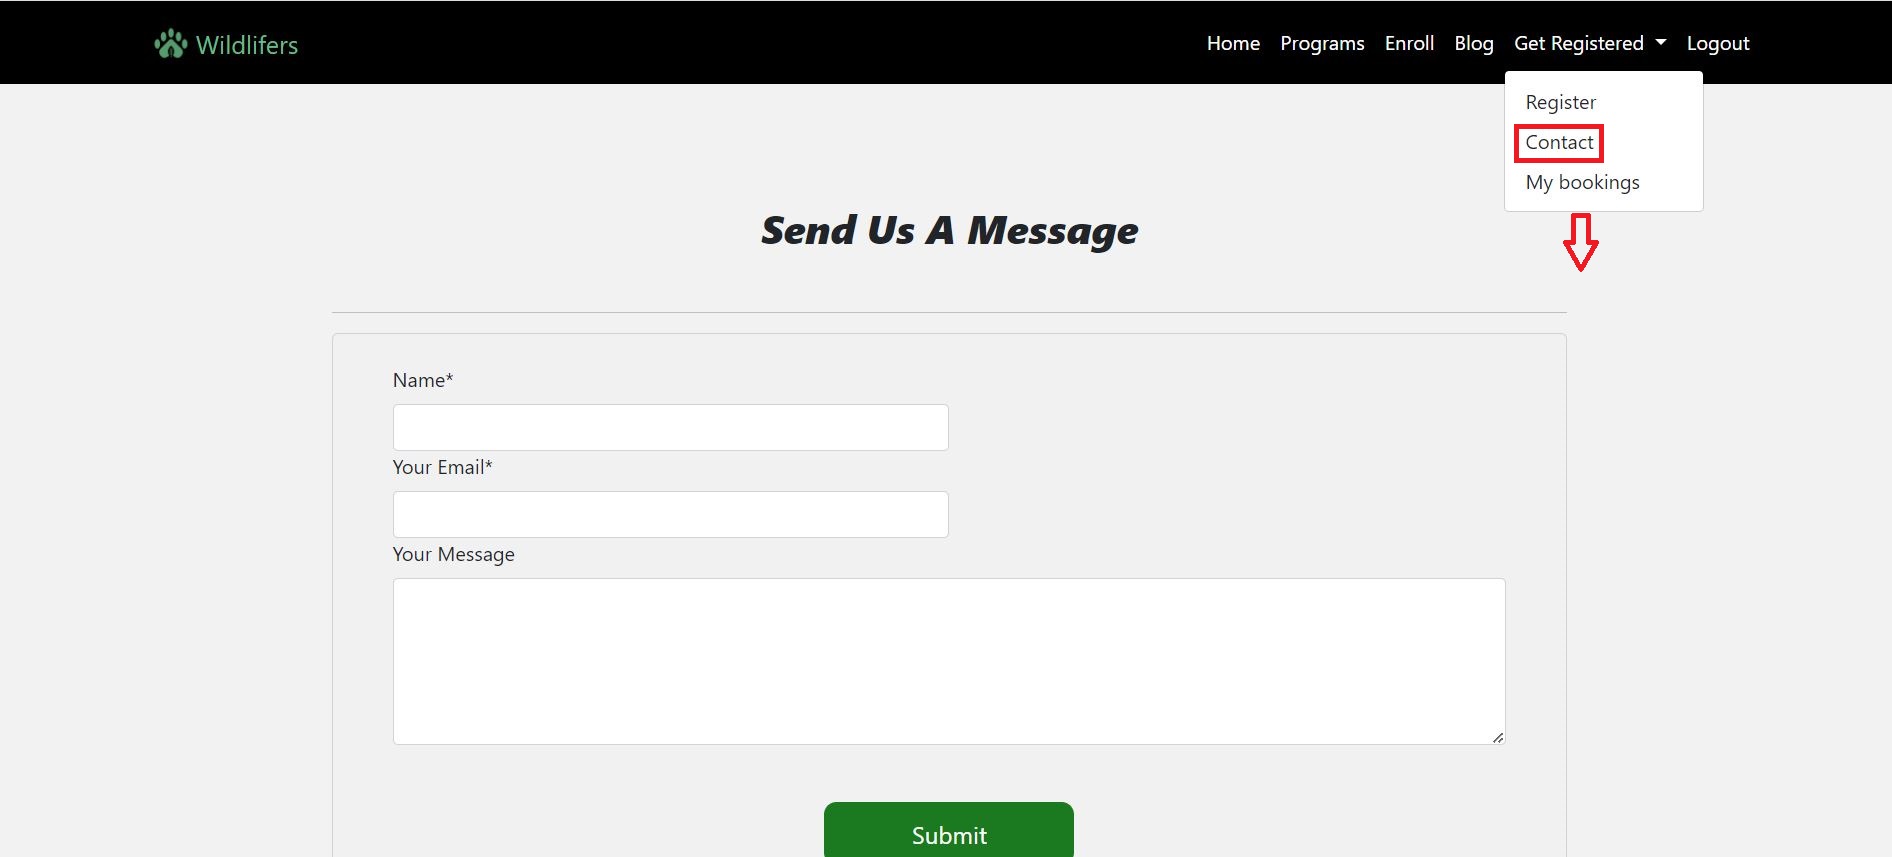 Wildlifers
Home Programs Enroll Blog Get Registered Logout
Register
Contact
My bookings
Send Us A Message
Name*
Your Email*
Your Message
Submit